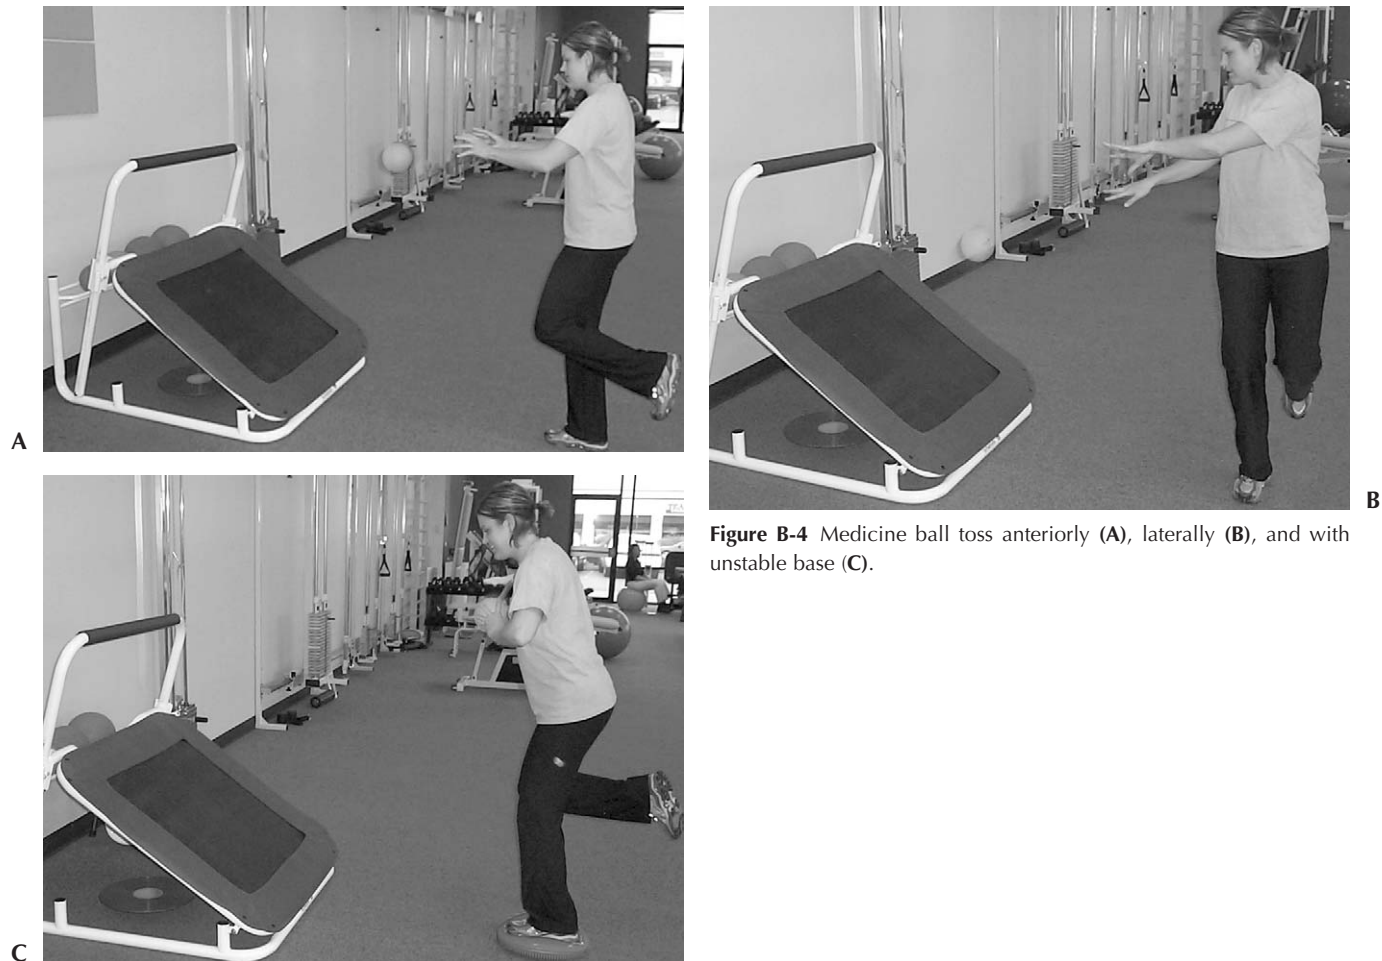 A
B
Figure B-4 Medicine ball toss anteriorly (A), laterally (B), and with
unstable base (C).
C